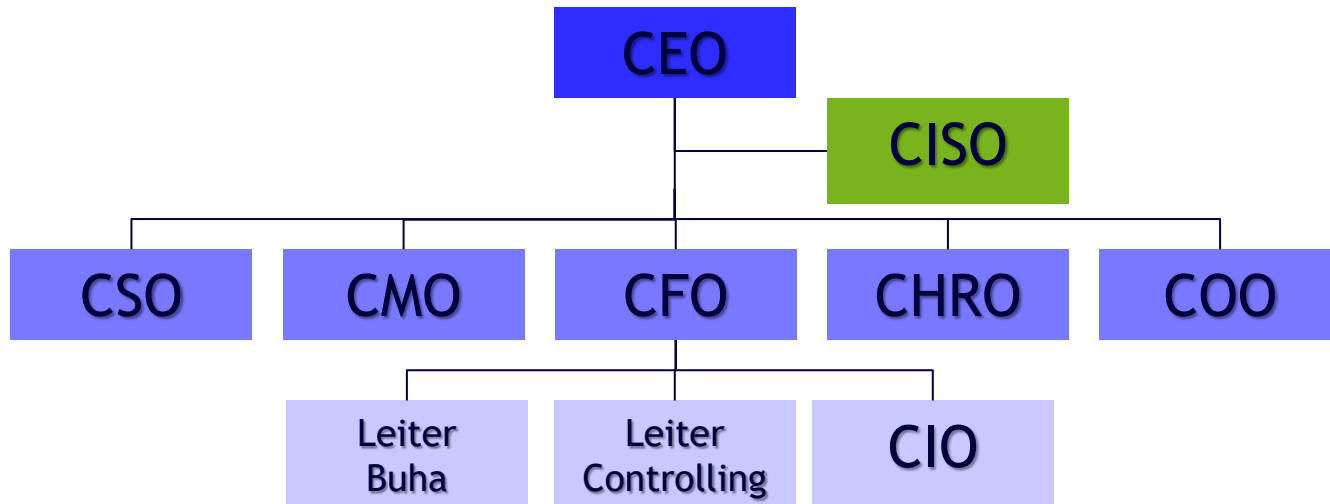 CEO
CISO
CSO
CMO
CFO
CHRO
COO
Leiter
Buha
Leiter
Controlling
CIO